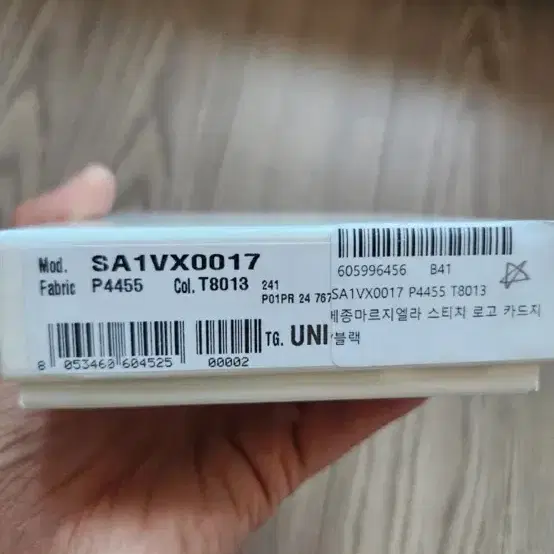 Mod. SA1VX0017
Fabric P4455 Col. T8013 241
P01PR 24 767
8 053460 604525 00002 TG. UNI
605996456 B41
SA1VX0017 P4455 T8013
메종마르지엘라 스티치 로고 카드지
블랙